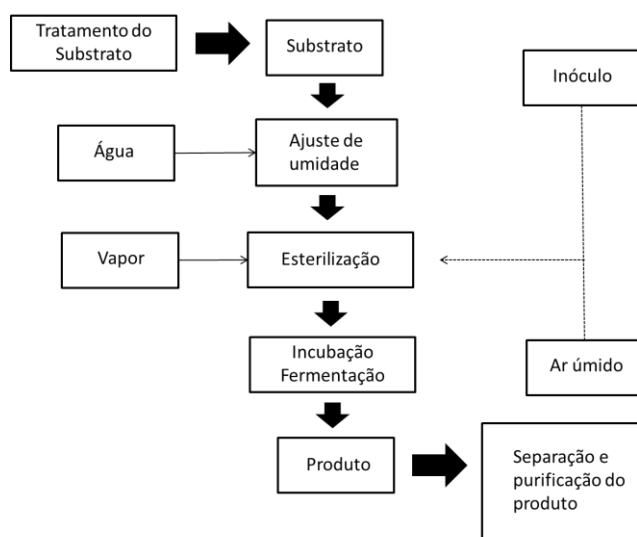 Tratamento do
Substrato
Substrato
Inóculo
Água
Ajuste de
umidade
Vapor
Esterilização
Incubação
Fermentação
Ar úmido
Produto
Separação e
purificação do
produto